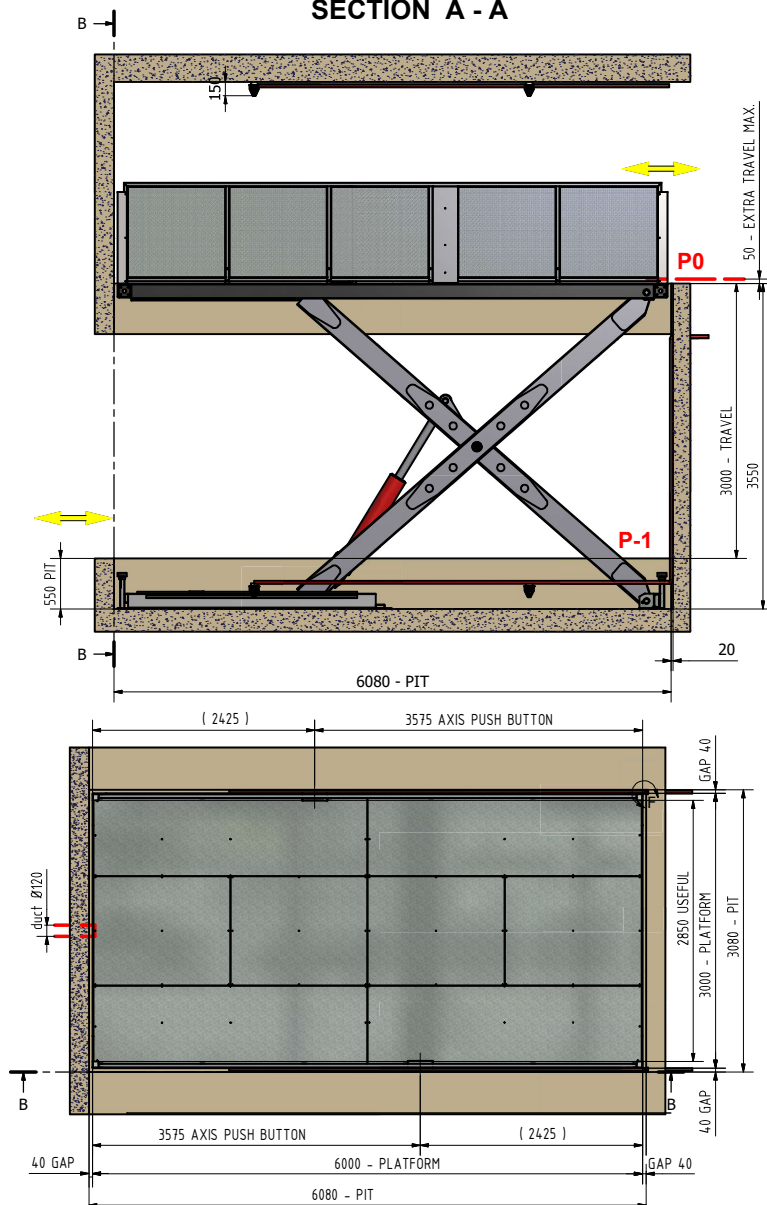 SECTION A - A
B
150
50 - EXTRA TRAVEL MAX.
P0
3000 - TRAVEL
3550
P-1
550 PIT
B
20
6080 - PIT
( 2425 )
3575 AXIS PUSH BUTTON
GAP 40
duct Ø120
2850 USEFUL
3000 - PLATFORM
3080 - PIT
B
B
40 GAP
3575 AXIS PUSH BUTTON
( 2425 )
40 GAP
6000 - PLATFORM
GAP 40
6080 - PIT